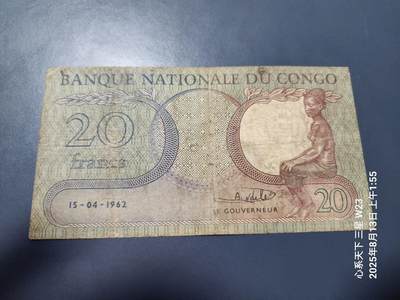 BANQUE NATIONALE DU CONGO
20
francs
15-04-1962
LE GOUVERNEUR
20
心系天下 三星 W23
2025年8月13日 上午1:55